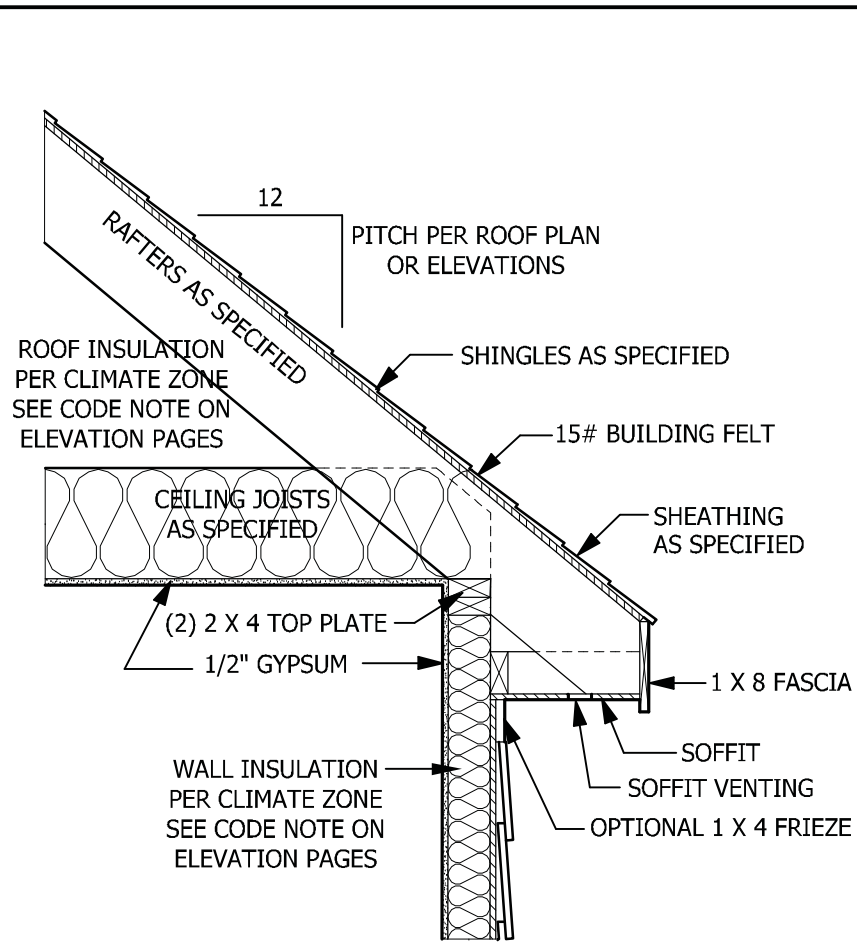 12
PITCH PER ROOF PLAN
OR ELEVATIONS
RAFTERS AS SPECIFIED
ROOF INSULATION
PER CLIMATE ZONE
SEE CODE NOTE ON
ELEVATION PAGES
SHINGLES AS SPECIFIED
15# BUILDING FELT
CEILING JOISTS
AS SPECIFIED
SHEATHING
AS SPECIFIED
(2) 2 X 4 TOP PLATE
1/2" GYPSUM
1 X 8 FASCIA
SOFFIT
SOFFIT VENTING
OPTIONAL 1 X 4 FRIEZE
WALL INSULATION
PER CLIMATE ZONE
SEE CODE NOTE ON
ELEVATION PAGES